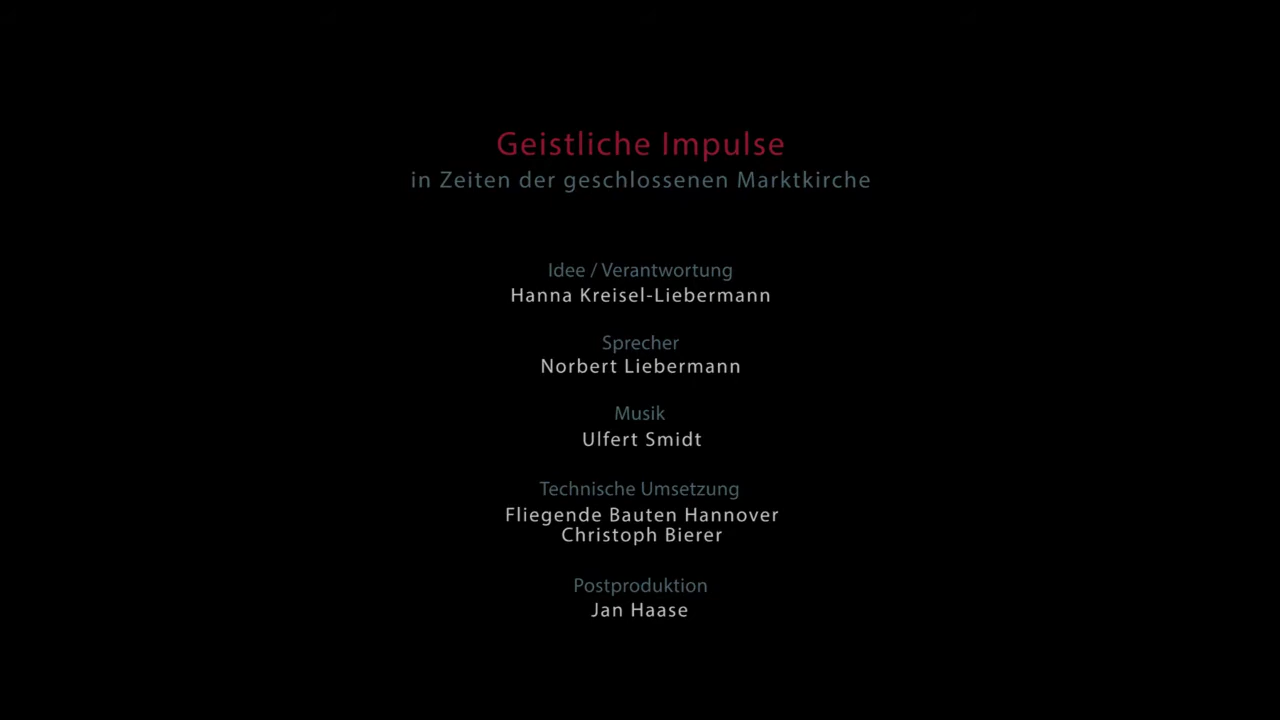 Geistliche Impulse
in Zeiten der geschlossenen Marktkirche
Idee / Verantwortung
Hanna Kreisel-Liebermann
Sprecher
Norbert Liebermann
Musik
Ulfert Smidt
Technische Umsetzung
Fliegende Bauten Hannover
Christoph Bierer
Postproduktion
Jan Haase